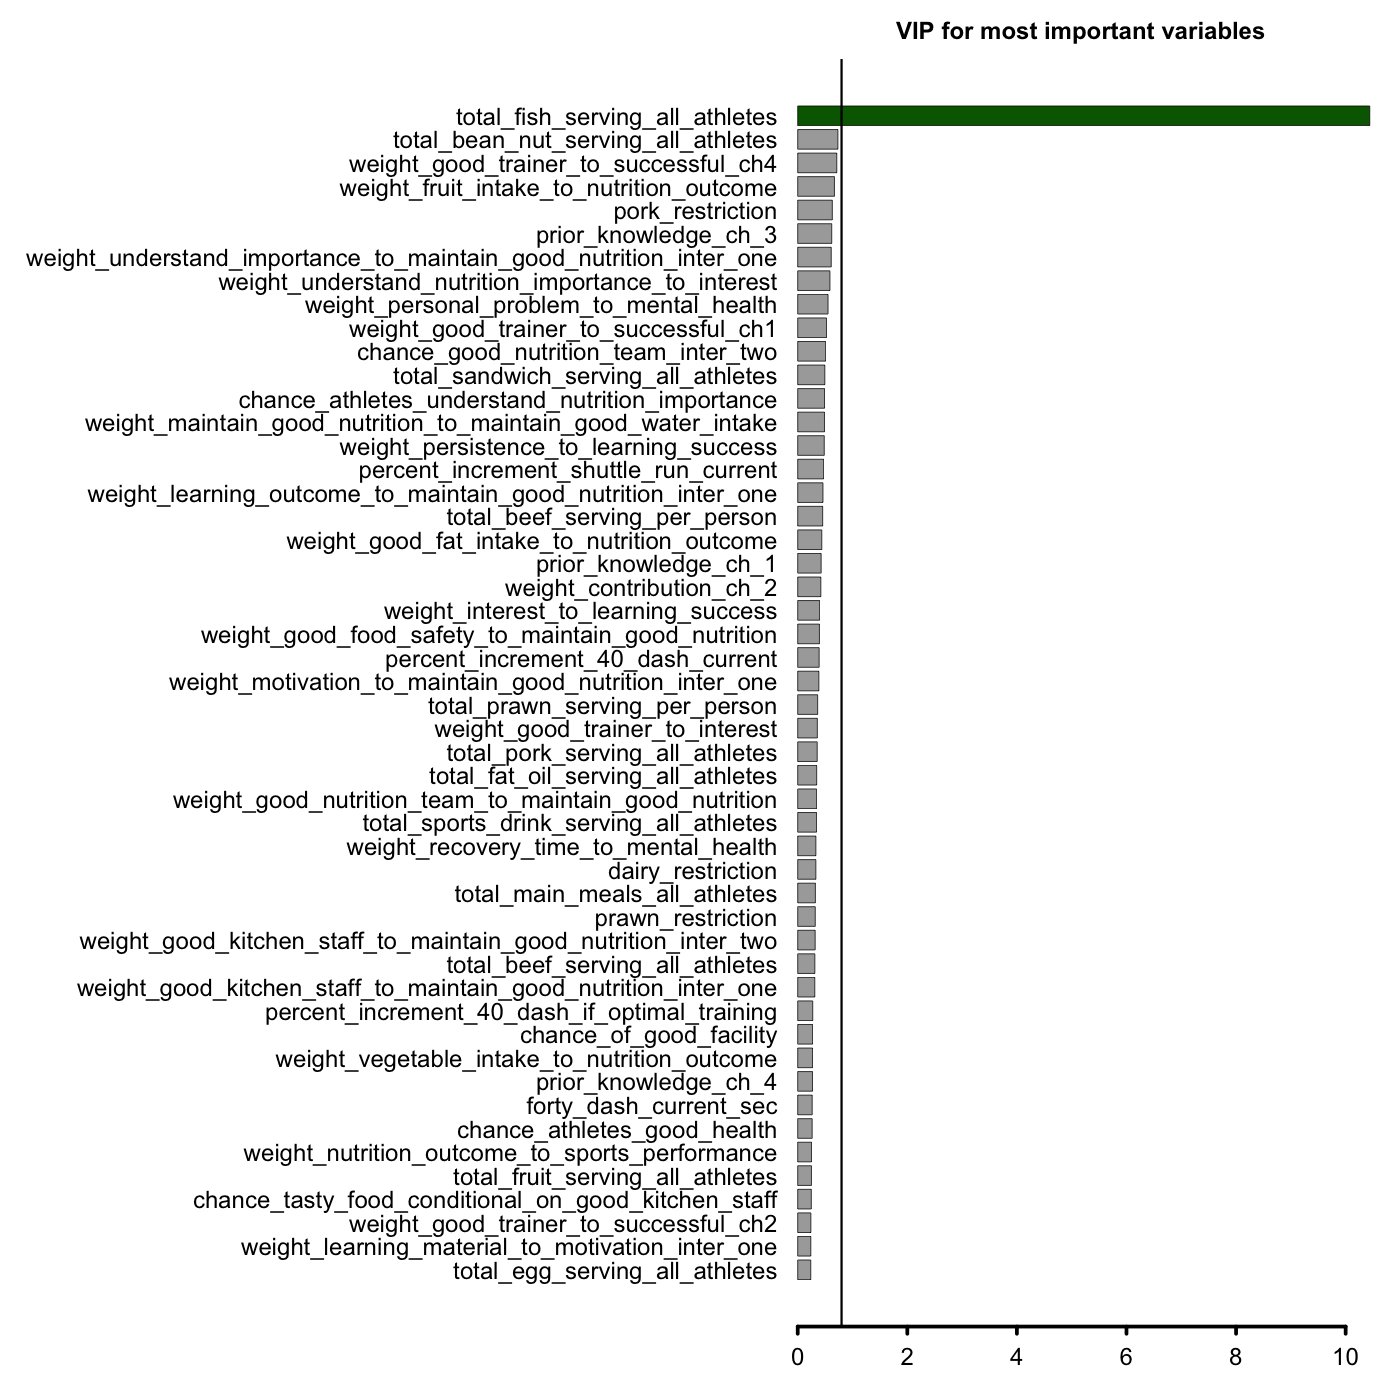 VIP for most important variables
total_fish_serving_all_athletes
total_bean_nut_serving_all_athletes
weight_good_trainer_to_successful_ch4
weight_fruit_intake_to_nutrition_outcome
pork_restriction
prior_knowledge_ch_3
weight_understand_importance_to_maintain_good_nutrition_inter_one
weight_understand_nutrition_importance_to_interest
weight_personal_problem_to_mental_health
weight_good_trainer_to_successful_ch1
chance_good_nutrition_team_inter_two
total_sandwich_serving_all_athletes
chance_athletes_understand_nutrition_importance
weight_maintain_good_nutrition_to_maintain_good_water_intake
weight_persistence_to_learning_success
percent_increment_shuttle_run_current
weight_learning_outcome_to_maintain_good_nutrition_inter_one
total_beef_serving_per_person
weight_good_fat_intake_to_nutrition_outcome
prior_knowledge_ch_1
weight_contribution_ch_2
weight_interest_to_learning_success
weight_good_food_safety_to_maintain_good_nutrition
percent_increment_40_dash_current
weight_motivation_to_maintain_good_nutrition_inter_one
total_prawn_serving_per_person
weight_good_trainer_to_interest
total_pork_serving_all_athletes
total_fat_oil_serving_all_athletes
weight_good_nutrition_team_to_maintain_good_nutrition
total_sports_drink_serving_all_athletes
weight_recovery_time_to_mental_health
dairy_restriction
total_main_meals_all_athletes
prawn_restriction
weight_good_kitchen_staff_to_maintain_good_nutrition_inter_two
total_beef_serving_all_athletes
weight_good_kitchen_staff_to_maintain_good_nutrition_inter_one
percent_increment_40_dash_if_optimal_training
chance_of_good_facility
weight_vegetable_intake_to_nutrition_outcome
prior_knowledge_ch_4
forty_dash_current_sec
chance_athletes_good_health
weight_nutrition_outcome_to_sports_performance
total_fruit_serving_all_athletes
chance_tasty_food_conditional_on_good_kitchen_staff
weight_good_trainer_to_successful_ch2
weight_learning_material_to_motivation_inter_one
total_egg_serving_all_athletes
0 2 4 6 8 10